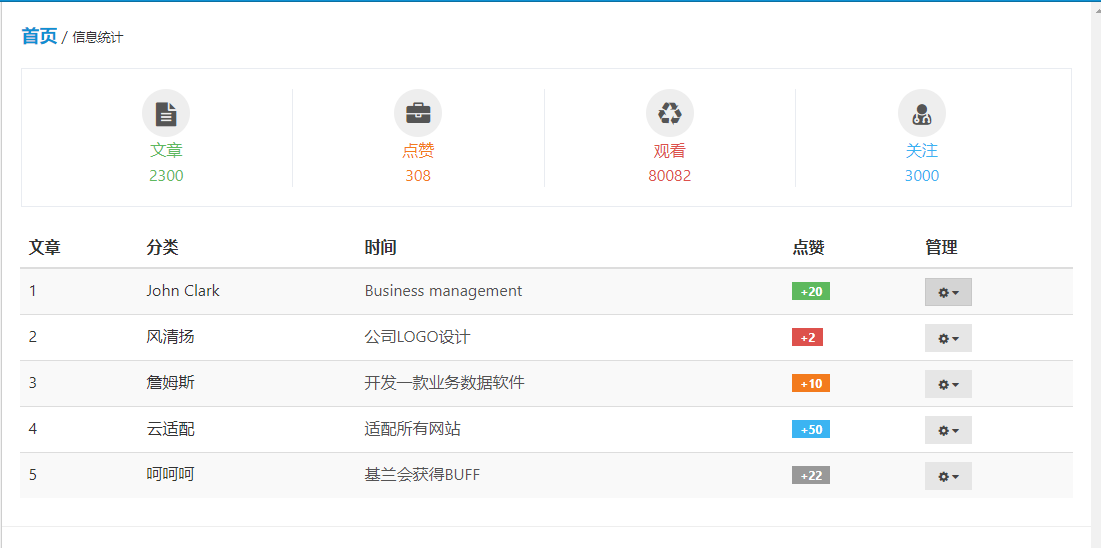 首页 / 信息统计
文章 点赞 观看 关注
2300 308 80082 3000
文章 分类 时间 点赞 管理
1 John Clark Business management +20
2 风清扬 公司LOGO设计 +2
3 詹姆斯 开发一款业务数据软件 +10
4 云适配 适配所有网站 +50
5 呵呵呵 基兰会获得BUFF +22